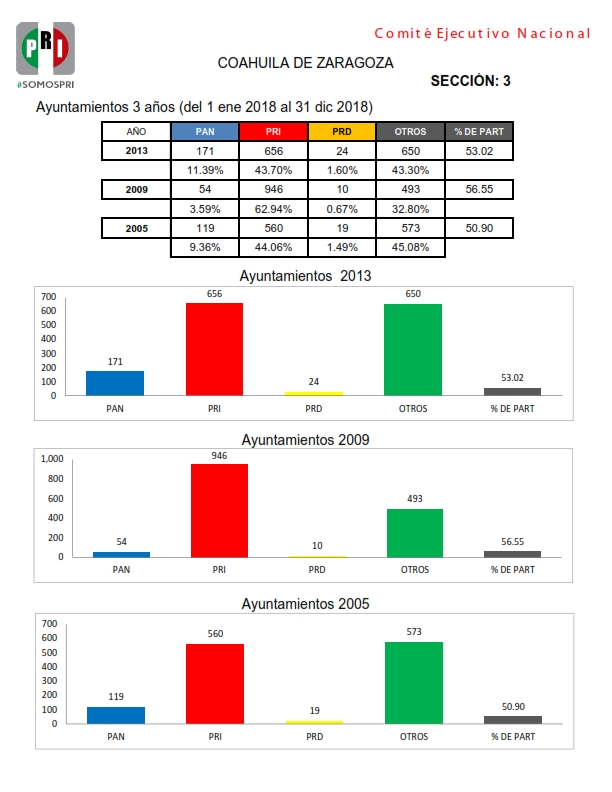 PRI
#SOMOSPRI
Comité Ejecutivo Nacional
COAHUILA DE ZARAGOZA
SECCIÓN: 3
Ayuntamientos 3 años (del 1 ene 2018 al 31 dic 2018)
AÑO PAN PRI PRD OTROS % DE PART
2013 171 656 24 650 53.02
11.39% 43.70% 1.60% 43.30%
2009 54 946 10 493 56.55
3.59% 62.94% 0.67% 32.80%
2005 119 560 19 573 50.90
9.36% 44.06% 1.49% 45.08%
Ayuntamientos 2013
700
600
500
400
300
200
100
0
171 656 24 650 53.02
PAN PRI PRD OTROS % DE PART
Ayuntamientos 2009
1,000
800
600
400
200
0
54 946 10 493 56.55
PAN PRI PRD OTROS % DE PART
Ayuntamientos 2005
700
600
500
400
300
200
100
0
119 560 19 573 50.90
PAN PRI PRD OTROS % DE PART